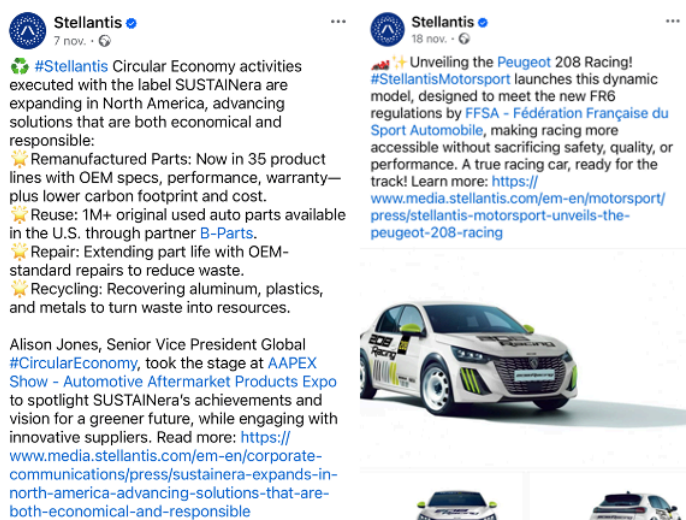 Stellantis
7 nov.
♻️ #Stellantis Circular Economy activities
executed with the label SUSTAINera are
expanding in North America, advancing
solutions that are both economical and
responsible:
🌟Remanufactured Parts: Now in 35 product
lines with OEM specs, performance, warranty—
plus lower carbon footprint and cost.
🌟Reuse: 1M+ original used auto parts available
in the U.S. through partner B-Parts.
🌟Repair: Extending part life with OEM-
standard repairs to reduce waste.
🌟Recycling: Recovering aluminum, plastics,
and metals to turn waste into resources.
Alison Jones, Senior Vice President Global
#CircularEconomy, took the stage at AAPEX
Show - Automotive Aftermarket Products Expo
to spotlight SUSTAINera's achievements and
vision for a greener future, while engaging with
innovative suppliers. Read more: https://
www.media.stellantis.com/em-en/corporate-
communications/press/sustainera-expands-in-
north-america-advancing-solutions-that-are-
both-economical-and-responsible
Stellantis
18 nov.
🏎️✨Unveiling the Peugeot 208 Racing!
#StellantisMotorsport launches this dynamic
model, designed to meet the new FR6
regulations by FFSA - Fédération Française du
Sport Automobile, making racing more
accessible without sacrificing safety, quality, or
performance. A true racing car, ready for the
track! Learn more: https://
www.media.stellantis.com/em-en/motorsport/
press/stellantis-motorsport-unveils-the-
peugeot-208-racing
208
Racing
208
Racing